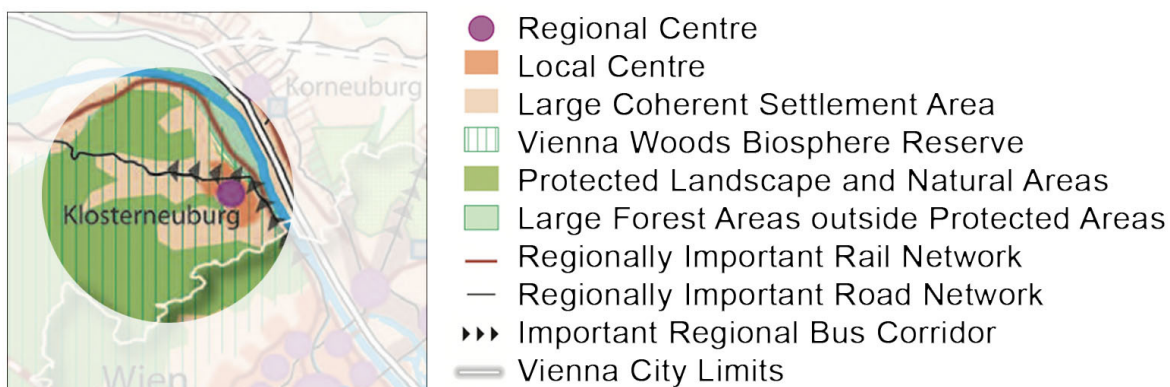 Korneuburg
Klosterneuburg
Wien
Regional Centre
Local Centre
Large Coherent Settlement Area
Vienna Woods Biosphere Reserve
Protected Landscape and Natural Areas
Large Forest Areas outside Protected Areas
Regionally Important Rail Network
Regionally Important Road Network
Important Regional Bus Corridor
Vienna City Limits